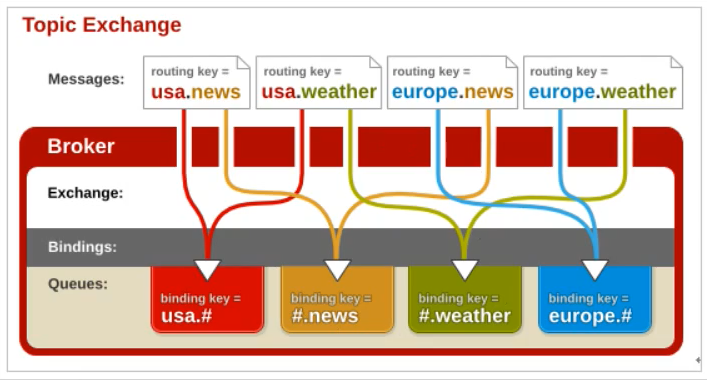 Topic Exchange
Messages:
routing key =
usa.news
routing key =
usa.weather
routing key =
europe.news
routing key =
europe.weather
Broker
Exchange:
Bindings:
Queues:
binding key =
usa.#
binding key =
#.news
binding key =
#.weather
binding key =
europe.#